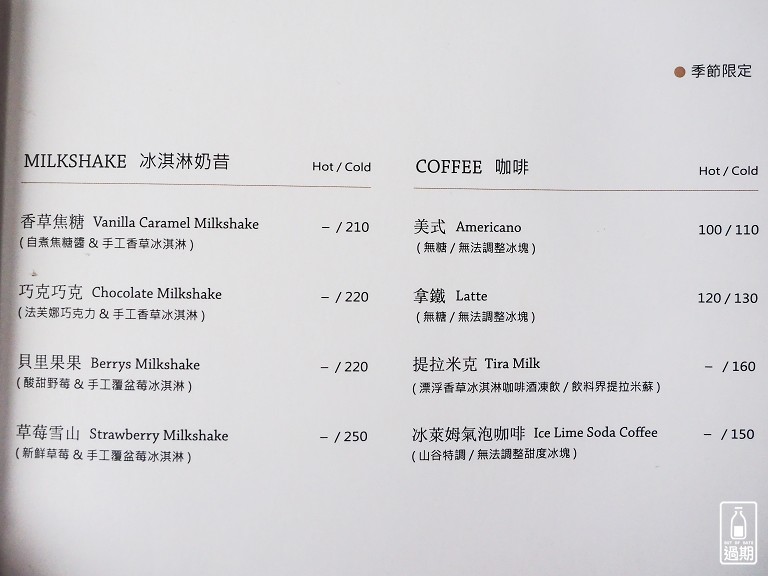 季節限定
MILKSHAKE 冰淇淋奶昔 Hot / Cold
香草焦糖 Vanilla Caramel Milkshake – / 210
( 自煮焦糖醬 & 手工香草冰淇淋 )
巧克巧克 Chocolate Milkshake – / 220
( 法芙娜巧克力 & 手工香草冰淇淋 )
貝里果果 Berrys Milkshake – / 220
( 酸甜野莓 & 手工覆盆莓冰淇淋 )
草莓雪山 Strawberry Milkshake – / 250
( 新鮮草莓 & 手工覆盆莓冰淇淋 )
COFFEE 咖啡 Hot / Cold
美式 Americano 100 / 110
( 無糖 / 無法調整冰塊 )
拿鐵 Latte 120 / 130
( 無糖 / 無法調整冰塊 )
提拉米克 Tira Milk – / 160
( 漂浮香草冰淇淋咖啡酒凍飲 / 飲料界提拉米蘇 )
冰萊姆氣泡咖啡 Ice Lime Soda Coffee – / 150
( 山谷特調 / 無法調整甜度冰塊 )
OUT OF DATE
過期